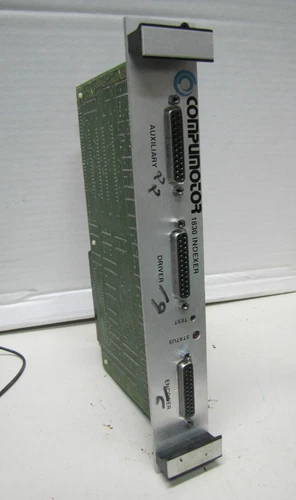 COMPUMOTOR
1830 INDEXER
AUXILIARY
DRIVER
TEST
STATUS
ENCODER